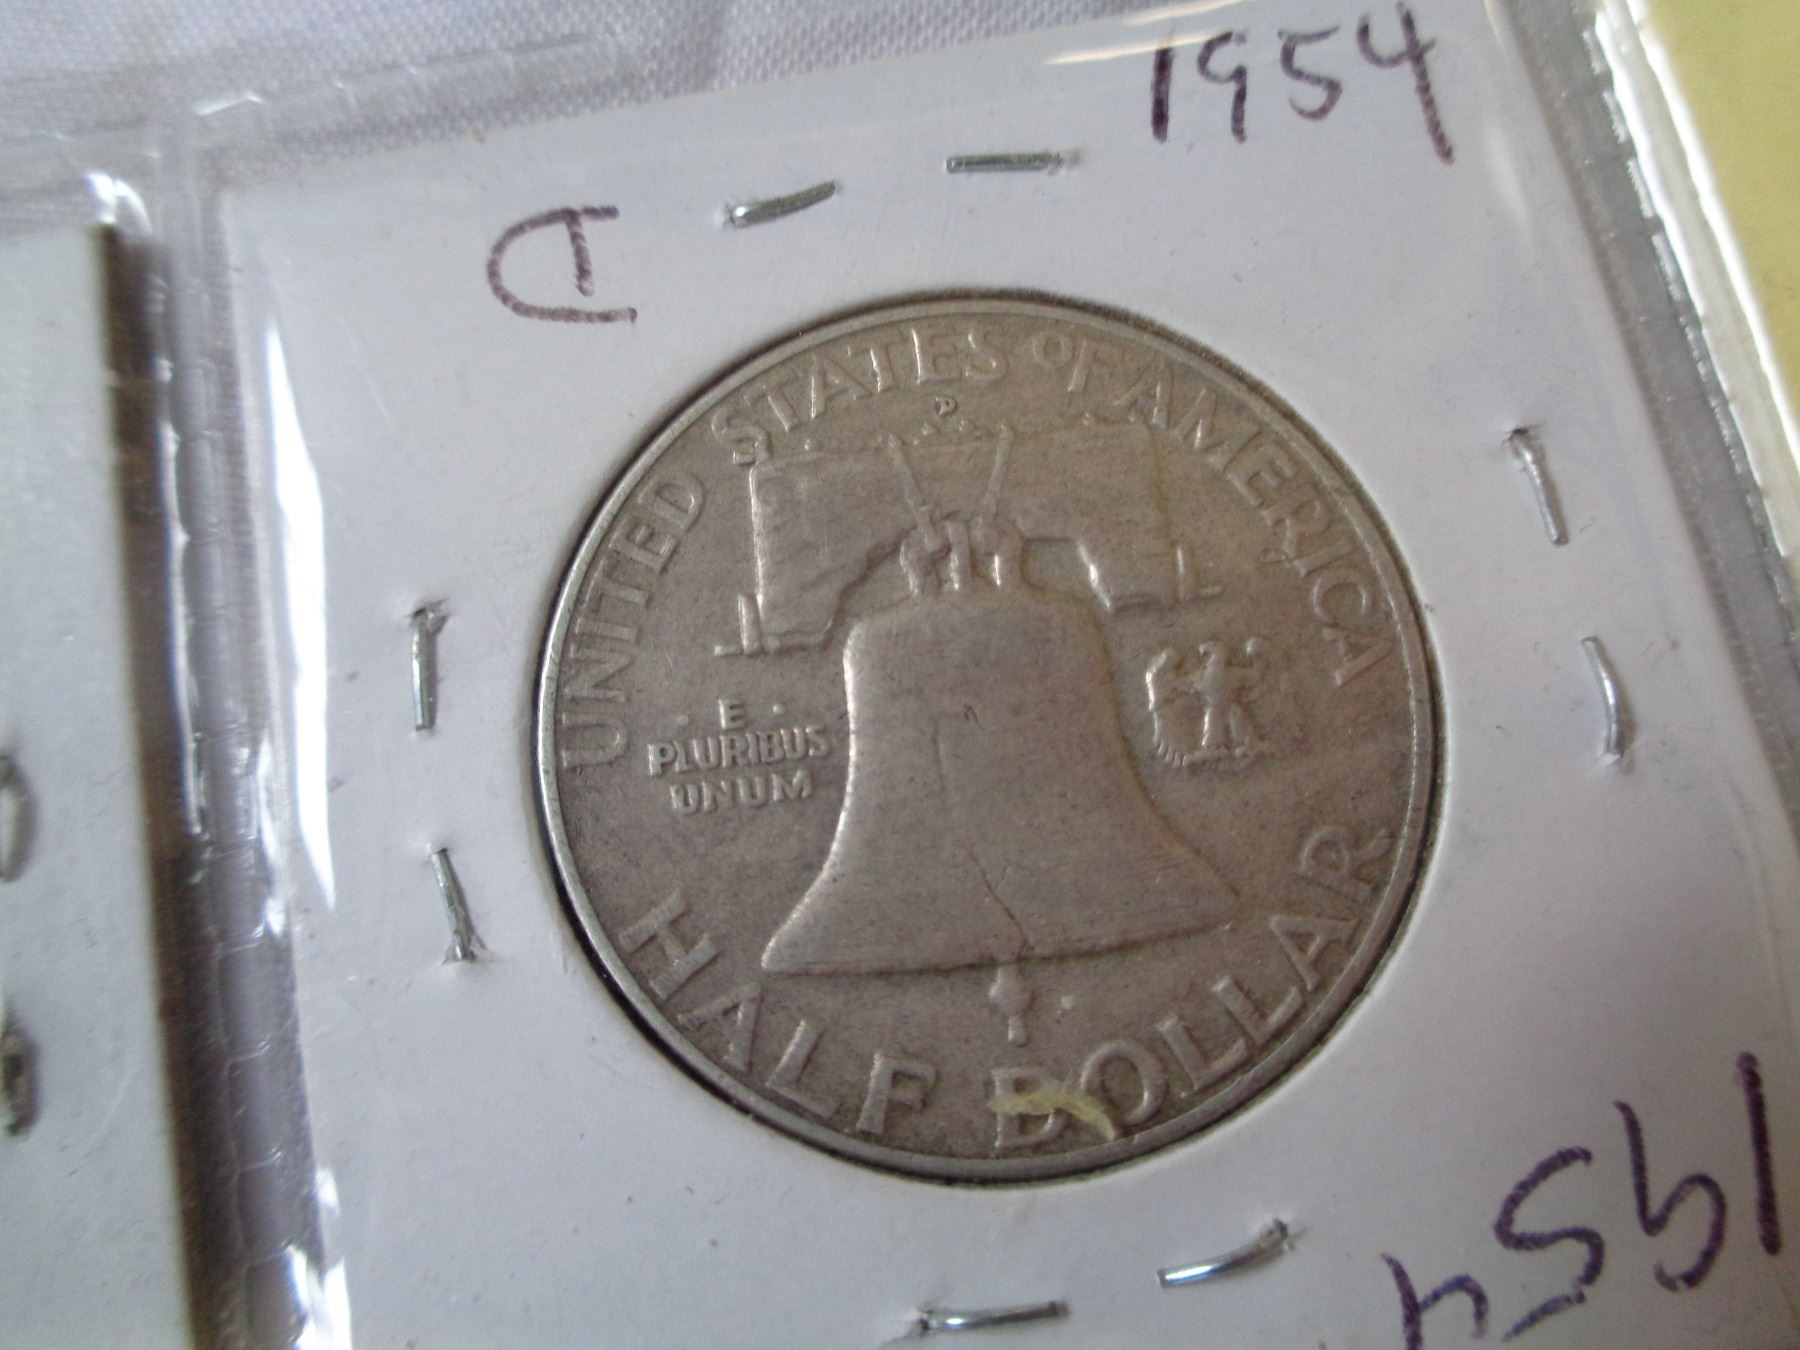 1954
D
UNITED STATES OF AMERICA
D
· E ·
PLURIBUS
UNUM
HALF DOLLAR
1954